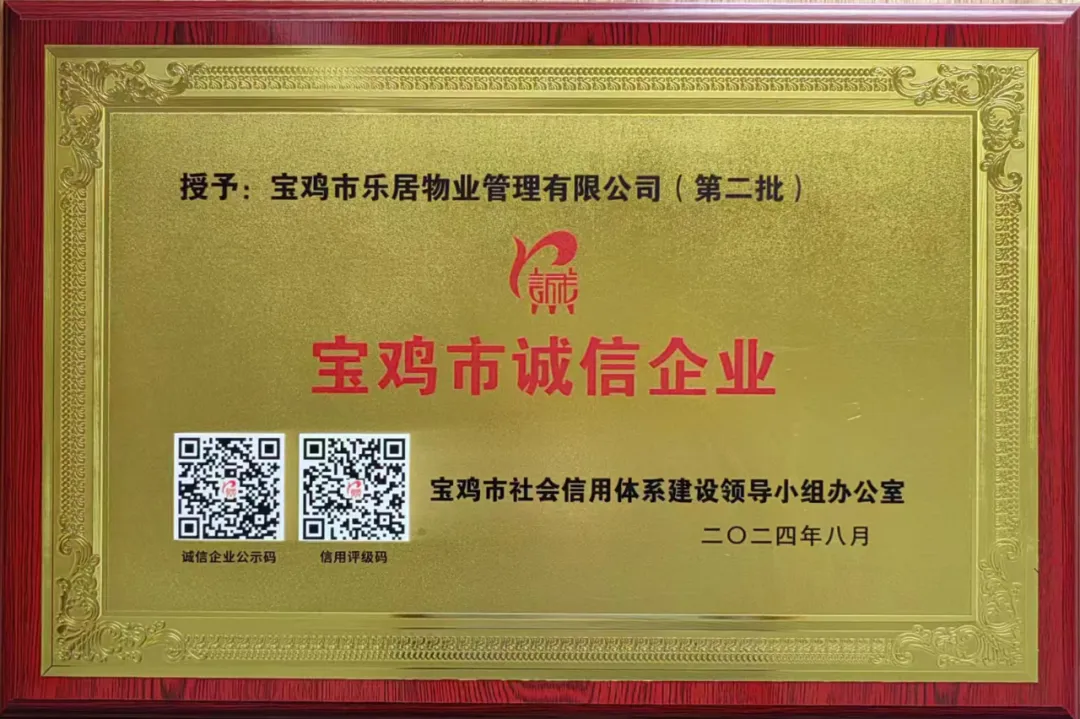 授予：宝鸡市乐居物业管理有限公司（第二批）
誠
宝鸡市诚信企业
宝鸡市社会信用体系建设领导小组办公室
二〇二四年八月
诚信企业公示码 信用评级码